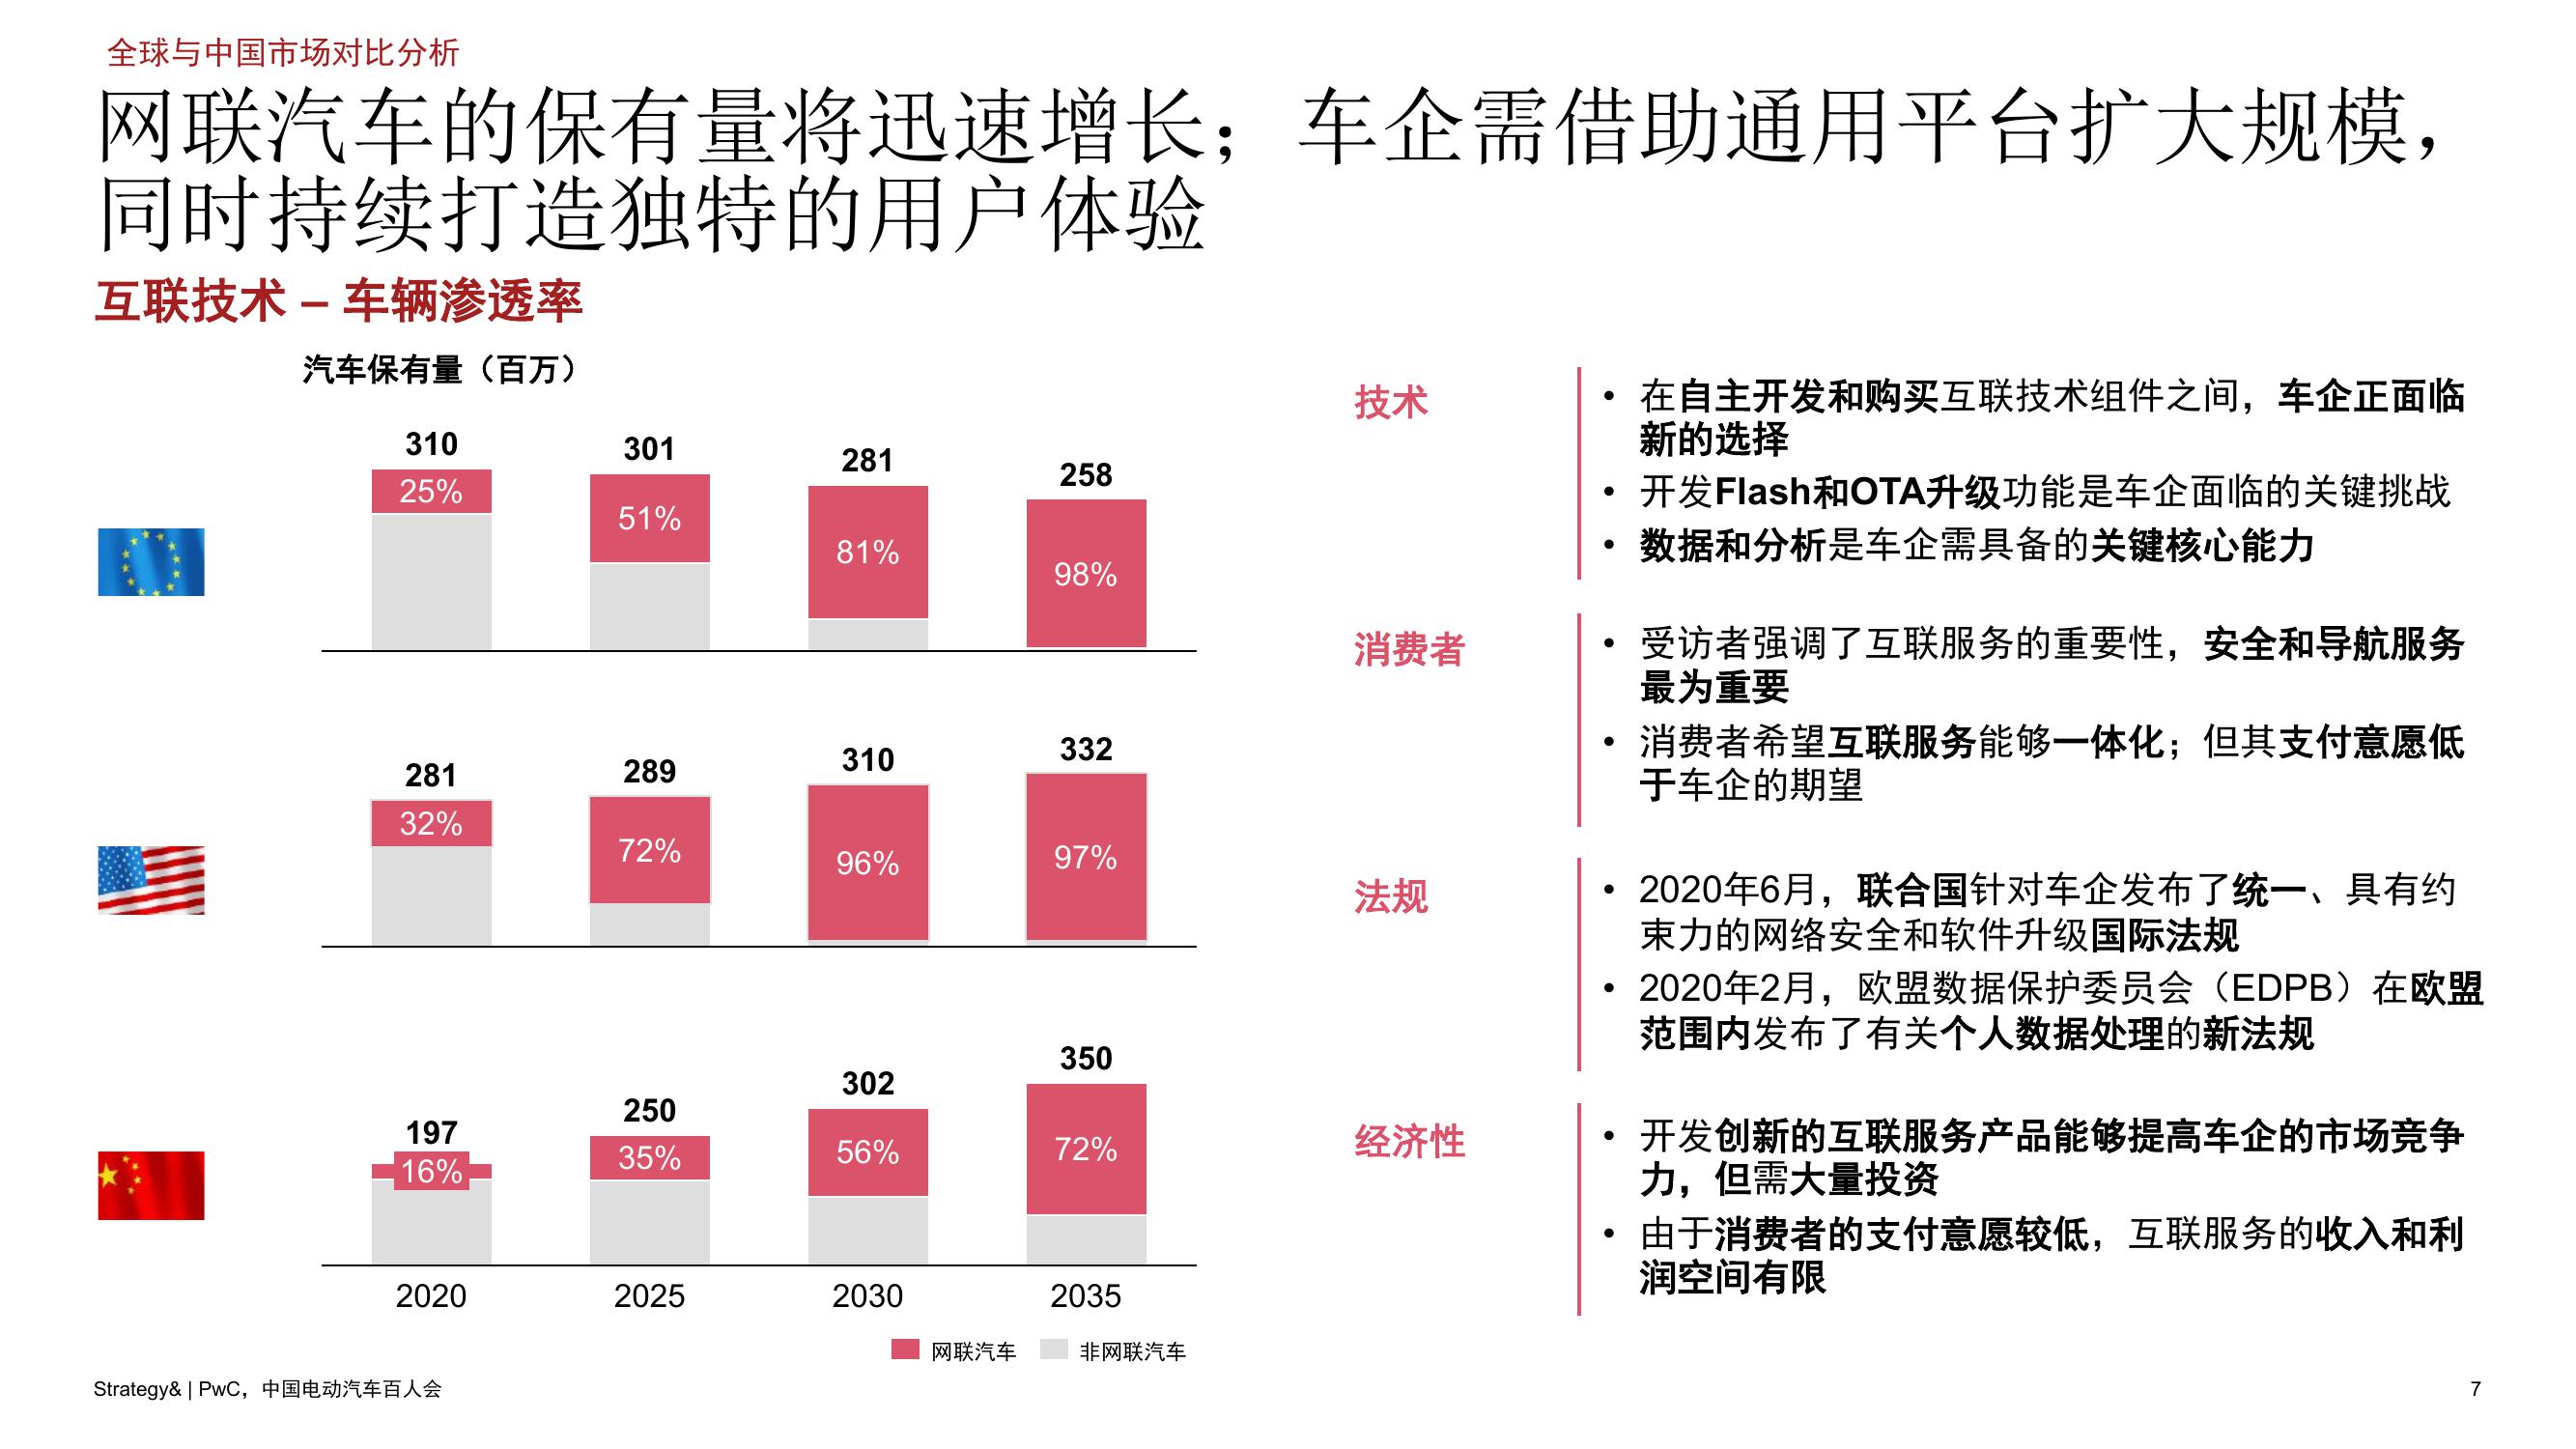 全球与中国市场对比分析
网联汽车的保有量将迅速增长；车企需借助通用平台扩大规模，
同时持续打造独特的用户体验
互联技术 – 车辆渗透率
汽车保有量（百万）
310
301
281
258
25%
51%
81%
98%
281
289
310
332
32%
72%
96%
97%
197
250
302
350
16%
35%
56%
72%
2020
2025
2030
2035
网联汽车
非网联汽车
技术
• 在自主开发和购买互联技术组件之间，车企正面临
新的选择
• 开发Flash和OTA升级功能是车企面临的关键挑战
• 数据和分析是车企需具备的关键核心能力
消费者
• 受访者强调了互联服务的重要性，安全和导航服务
最为重要
• 消费者希望互联服务能够一体化；但其支付意愿低
于车企的期望
法规
• 2020年6月，联合国针对车企发布了统一、具有约
束力的网络安全和软件升级国际法规
• 2020年2月，欧盟数据保护委员会（EDPB）在欧盟
范围内发布了有关个人数据处理的新法规
经济性
• 开发创新的互联服务产品能够提高车企的市场竞争
力，但需大量投资
• 由于消费者的支付意愿较低，互联服务的收入和利
润空间有限
Strategy& | PwC，中国电动汽车百人会
7